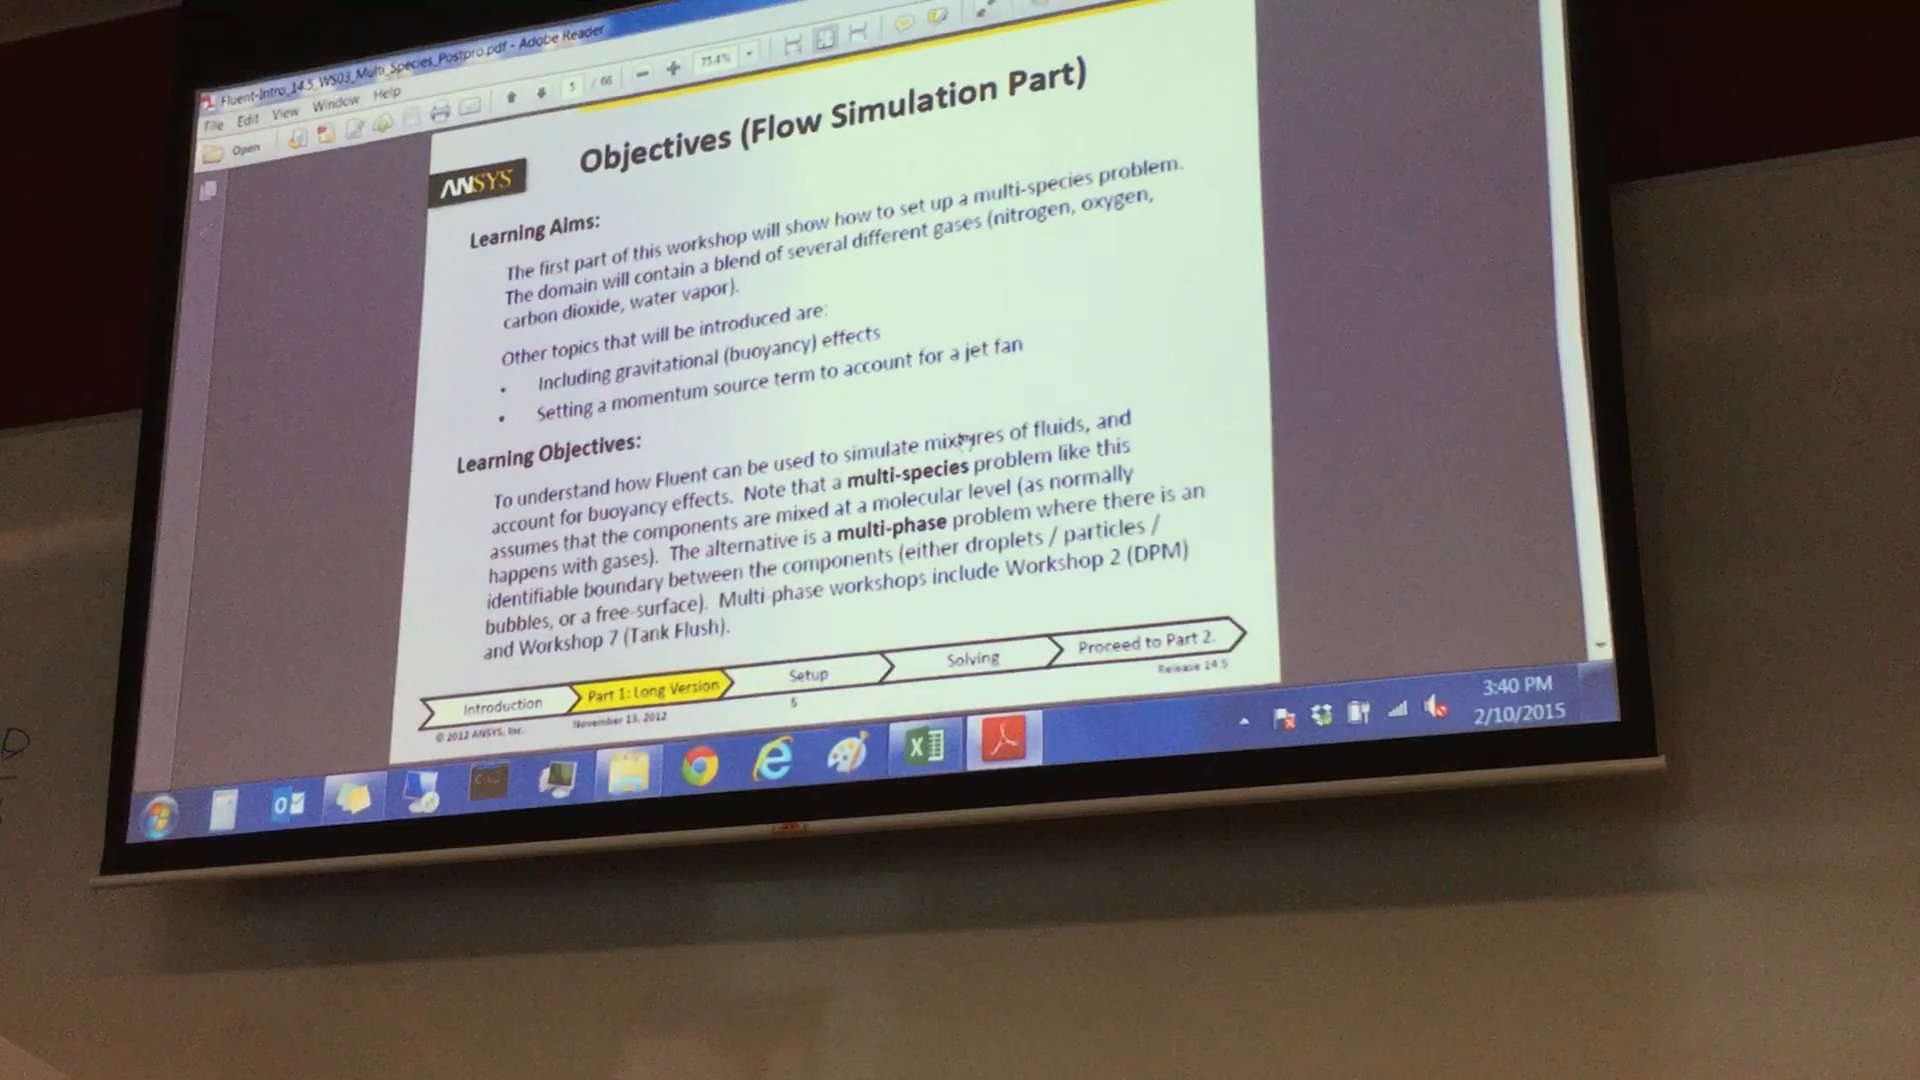 Fluent-Intro_14.5_WS03_Multi_Species_Postpro.pdf - Adobe Reader
File Edit View Window Help
Open
5 / 66
75.4%
Objectives (Flow Simulation Part)
ANSYS
Learning Aims:
The first part of this workshop will show how to set up a multi-species problem.
The domain will contain a blend of several different gases (nitrogen, oxygen,
carbon dioxide, water vapor).
Other topics that will be introduced are:
• Including gravitational (buoyancy) effects
• Setting a momentum source term to account for a jet fan
Learning Objectives:
To understand how Fluent can be used to simulate mixtures of fluids, and
account for buoyancy effects. Note that a multi-species problem like this
assumes that the components are mixed at a molecular level (as normally
happens with gases). The alternative is a multi-phase problem where there is an
identifiable boundary between the components (either droplets / particles /
bubbles, or a free-surface). Multi-phase workshops include Workshop 2 (DPM)
and Workshop 7 (Tank Flush).
Introduction
Part 1: Long Version
Setup
Solving
Proceed to Part 2.
© 2012 ANSYS, Inc.
November 13, 2012
5
Release 14.5
3:40 PM
2/10/2015